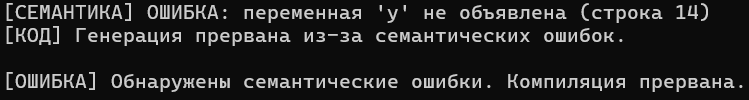 [СЕМАНТИКА] ОШИБКА: переменная 'y' не объявлена (строка 14)
[КОД] Генерация прервана из-за семантических ошибок.
[ОШИБКА] Обнаружены семантические ошибки. Компиляция прервана.